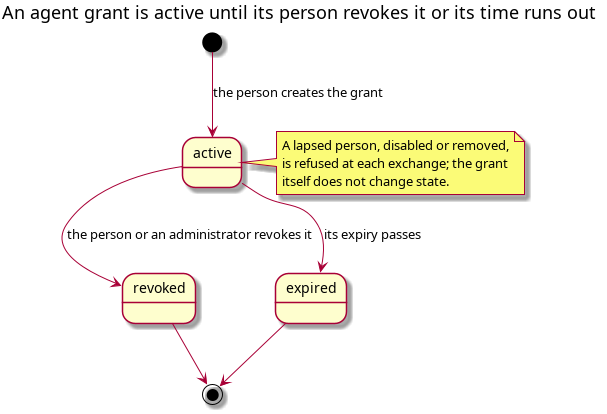 An agent grant is active until its person revokes it or its time runs out
the person creates the grant
active
A lapsed person, disabled or removed,
is refused at each exchange; the grant
itself does not change state.
the person or an administrator revokes it
its expiry passes
revoked
expired